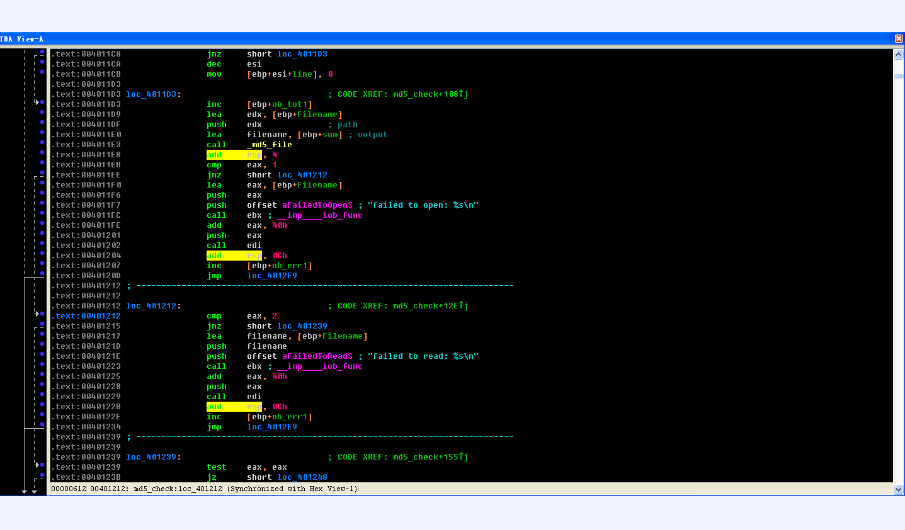 IDA View-A
.text:004011C8 jnz short loc_4011D3
.text:004011CA dec esi
.text:004011CB mov [ebp+esi+line], 0
.text:004011D3
.text:004011D3 loc_4011D3: ; CODE XREF: md5_check+108↑j
.text:004011D3 inc [ebp+nb_tot1]
.text:004011D9 lea edx, [ebp+Filename]
.text:004011DF push edx ; path
.text:004011E0 lea filename, [ebp+sum] ; output
.text:004011E3 call _md5_file
.text:004011E8 add esp, 4
.text:004011EB cmp eax, 1
.text:004011EE jnz short loc_401212
.text:004011F0 lea eax, [ebp+Filename]
.text:004011F6 push eax
.text:004011F7 push offset aFailedToOpenS ; "failed to open: %s\n"
.text:004011FC call ebx ; __imp____iob_func
.text:004011FE add eax, 40h
.text:00401201 push eax
.text:00401202 call edi
.text:00401204 add esp, 0Ch
.text:00401207 inc [ebp+nb_err1]
.text:0040120D jmp loc_4012F9
.text:00401212 ; ---------------------------------------------------------------------------
.text:00401212
.text:00401212 loc_401212: ; CODE XREF: md5_check+12E↑j
.text:00401212 cmp eax, 2
.text:00401215 jnz short loc_401239
.text:00401217 lea filename, [ebp+Filename]
.text:0040121D push filename
.text:0040121E push offset aFailedToReadS ; "failed to read: %s\n"
.text:00401223 call ebx ; __imp____iob_func
.text:00401225 add eax, 40h
.text:00401228 push eax
.text:00401229 call edi
.text:0040122B add esp, 0Ch
.text:0040122E inc [ebp+nb_err1]
.text:00401234 jmp loc_4012F9
.text:00401239 ; ---------------------------------------------------------------------------
.text:00401239
.text:00401239 loc_401239: ; CODE XREF: md5_check+155↑j
.text:00401239 test eax, eax
.text:0040123B jz short loc_401248
00000612 00401212: md5_check:loc_401212 (Synchronized with Hex View-1)